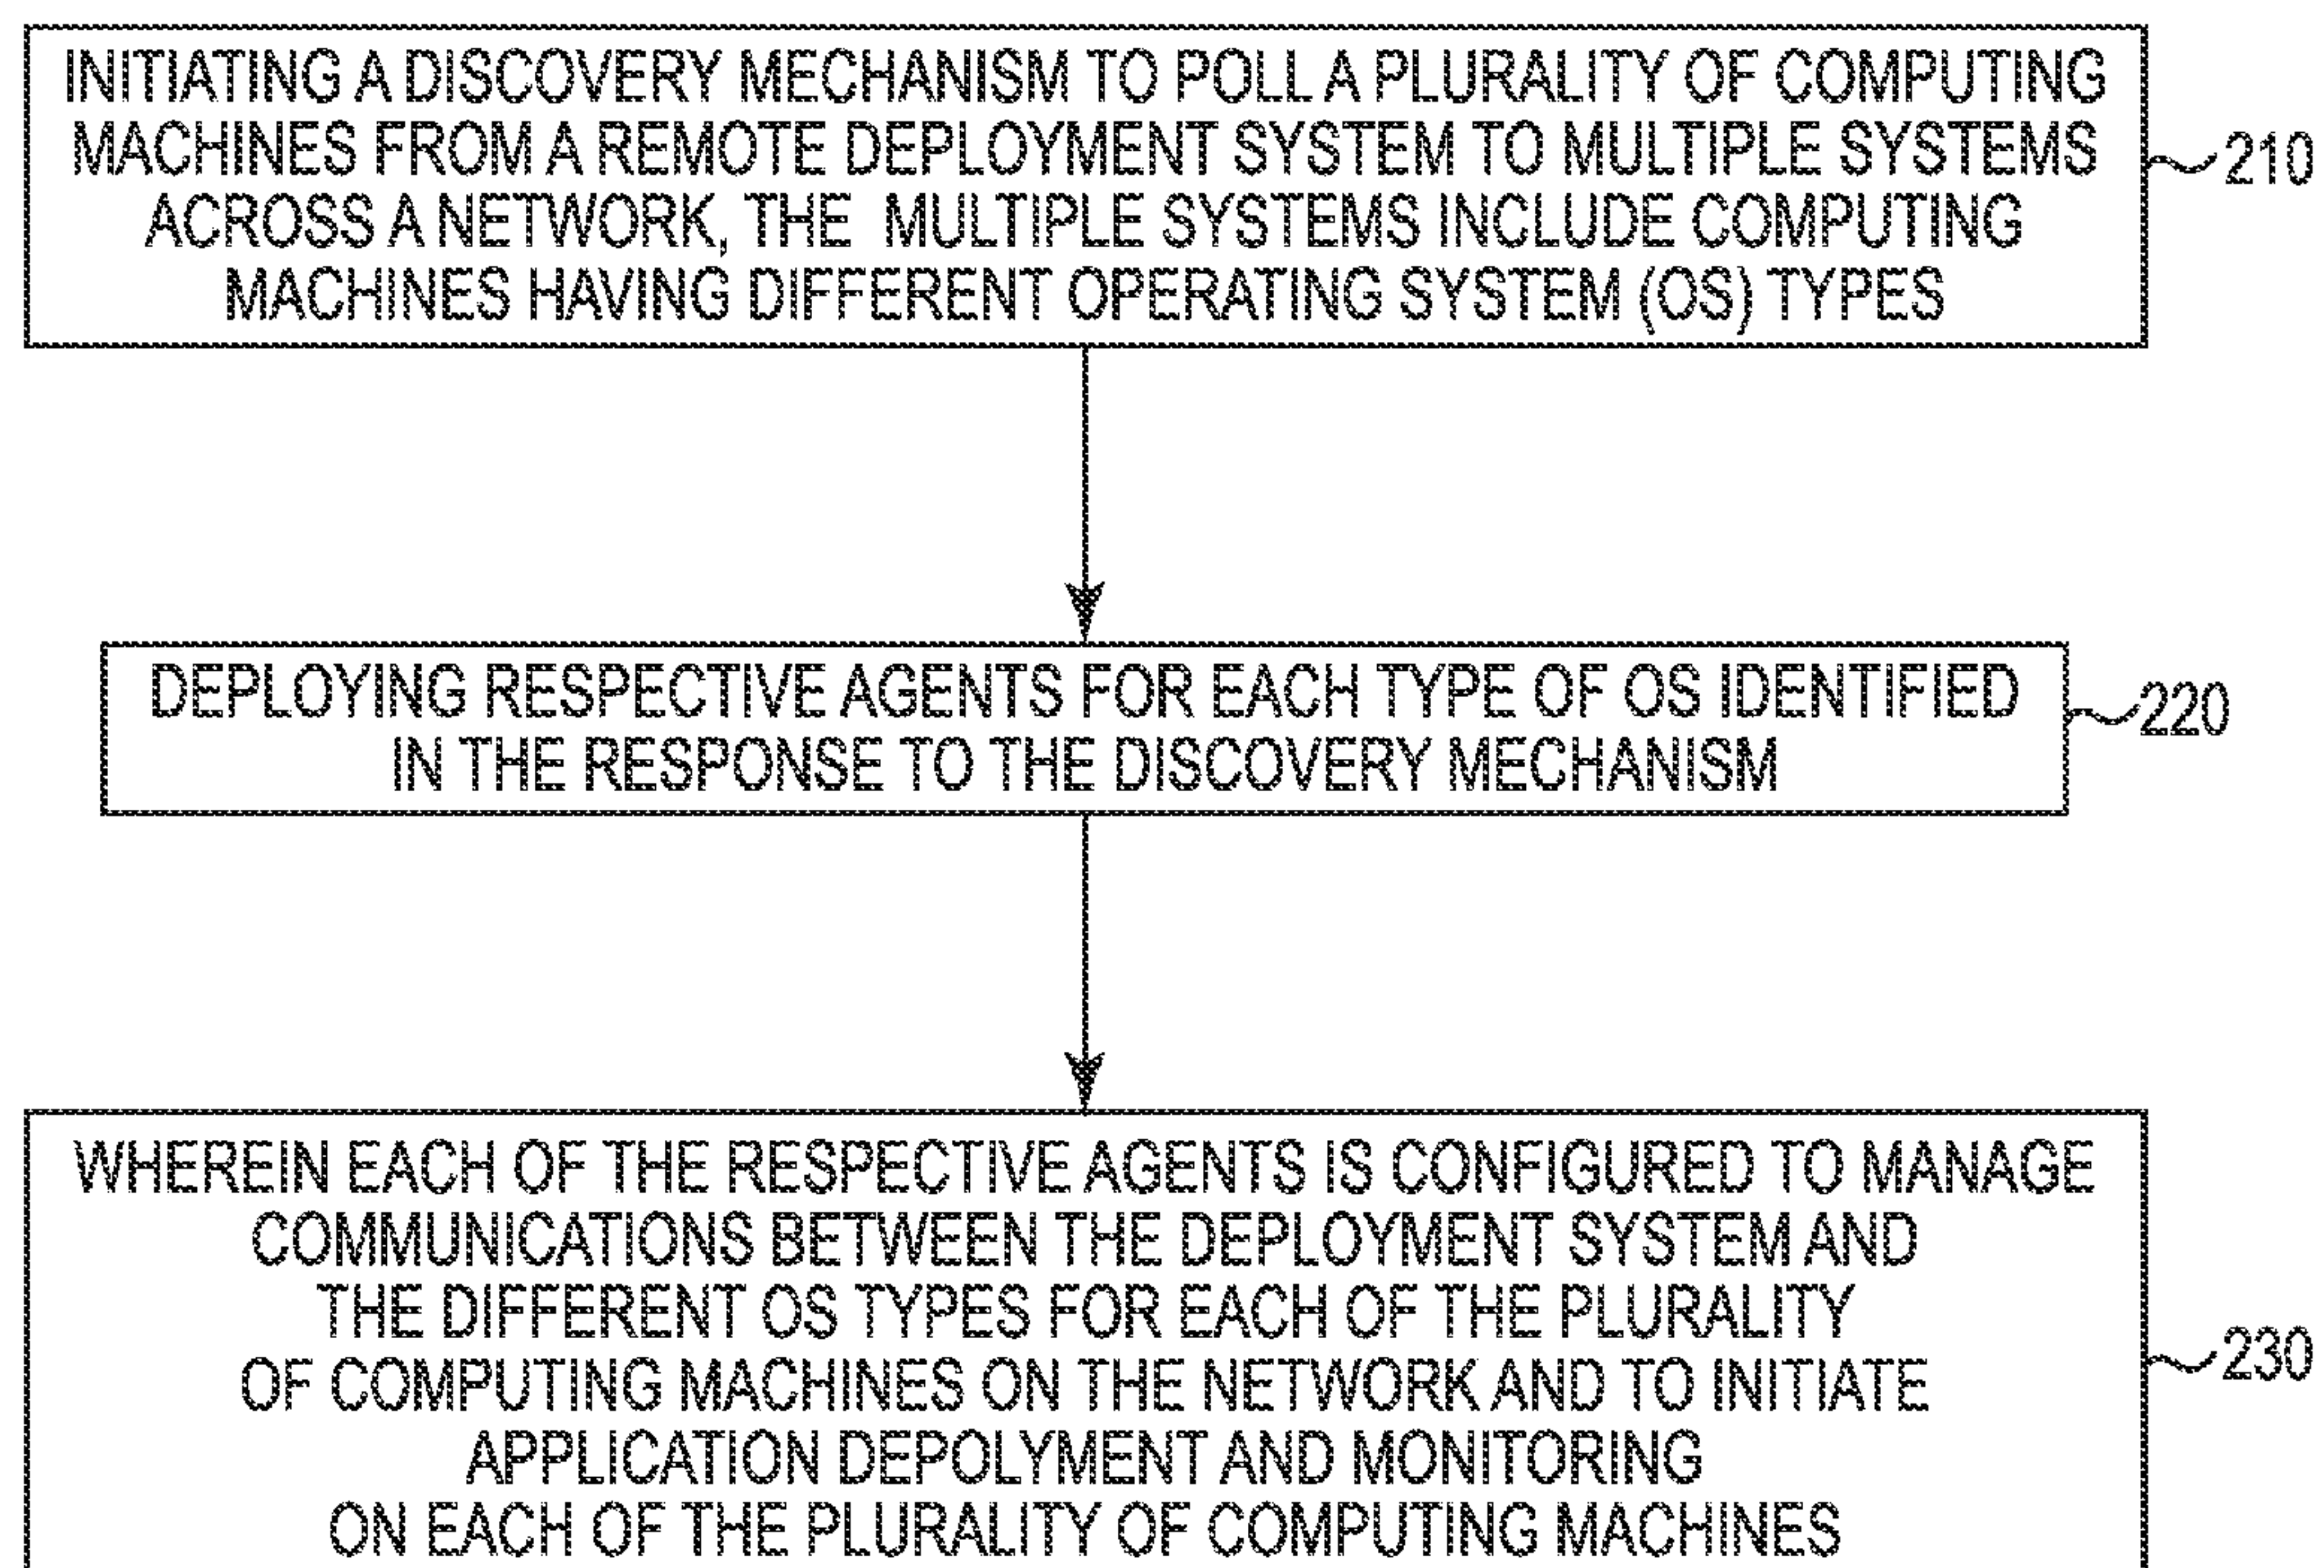 INITIATING A DISCOVERY MECHANISM TO POLL A PLURALITY OF COMPUTING
MACHINES FROM A REMOTE DEPLOYMENT SYSTEM TO MULTIPLE SYSTEMS
ACROSS A NETWORK, THE MULTIPLE SYSTEMS INCLUDE COMPUTING
MACHINES HAVING DIFFERENT OPERATING SYSTEM (OS) TYPES
210
DEPLOYING RESPECTIVE AGENTS FOR EACH TYPE OF OS IDENTIFIED
IN THE RESPONSE TO THE DISCOVERY MECHANISM
220
WHEREIN EACH OF THE RESPECTIVE AGENTS IS CONFIGURED TO MANAGE
COMMUNICATIONS BETWEEN THE DEPLOYMENT SYSTEM AND
THE DIFFERENT OS TYPES FOR EACH OF THE PLURALITY
OF COMPUTING MACHINES ON THE NETWORK AND TO INITIATE
APPLICATION DEPOLYMENT AND MONITORING
ON EACH OF THE PLURALITY OF COMPUTING MACHINES
230